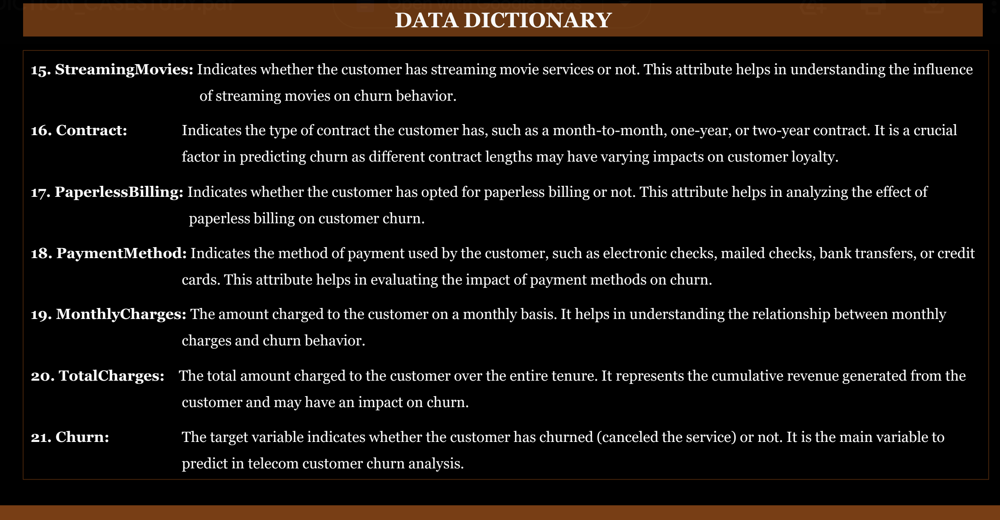 DICTION_CASESTUDY.pdf
Open with Google Docs
DATA DICTIONARY
15. StreamingMovies: Indicates whether the customer has streaming movie services or not. This attribute helps in understanding the influence
of streaming movies on churn behavior.
16. Contract: Indicates the type of contract the customer has, such as a month-to-month, one-year, or two-year contract. It is a crucial
factor in predicting churn as different contract lengths may have varying impacts on customer loyalty.
17. PaperlessBilling: Indicates whether the customer has opted for paperless billing or not. This attribute helps in analyzing the effect of
paperless billing on customer churn.
18. PaymentMethod: Indicates the method of payment used by the customer, such as electronic checks, mailed checks, bank transfers, or credit
cards. This attribute helps in evaluating the impact of payment methods on churn.
19. MonthlyCharges: The amount charged to the customer on a monthly basis. It helps in understanding the relationship between monthly
charges and churn behavior.
20. TotalCharges: The total amount charged to the customer over the entire tenure. It represents the cumulative revenue generated from the
customer and may have an impact on churn.
21. Churn: The target variable indicates whether the customer has churned (canceled the service) or not. It is the main variable to
predict in telecom customer churn analysis.